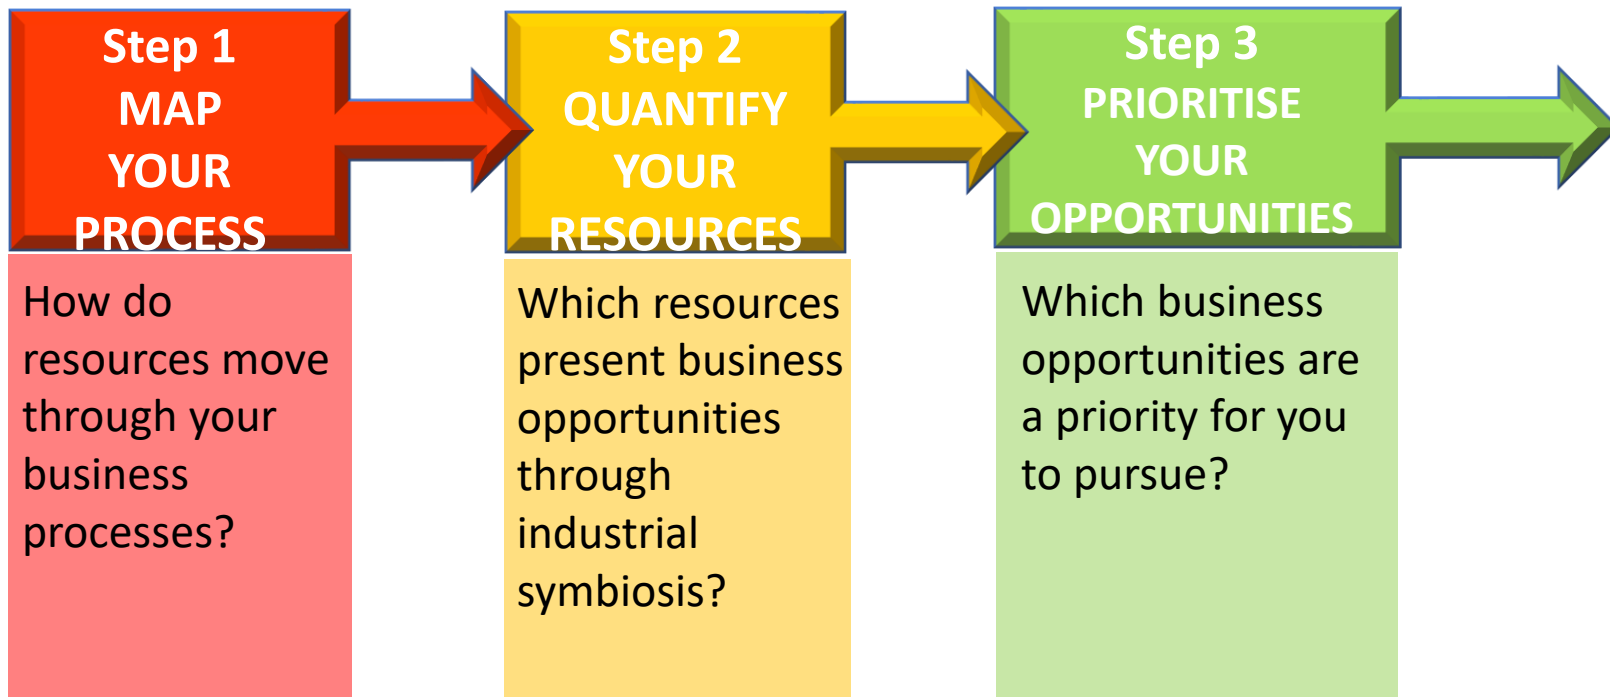 Step 1
MAP
YOUR
PROCESS
How do
resources move
through your
business
processes?
Step 2
QUANTIFY
YOUR
RESOURCES
Which resources
present business
opportunities
through
industrial
symbiosis?
Step 3
PRIORITISE
YOUR
OPPORTUNITIES
Which business
opportunities are
a priority for you
to pursue?